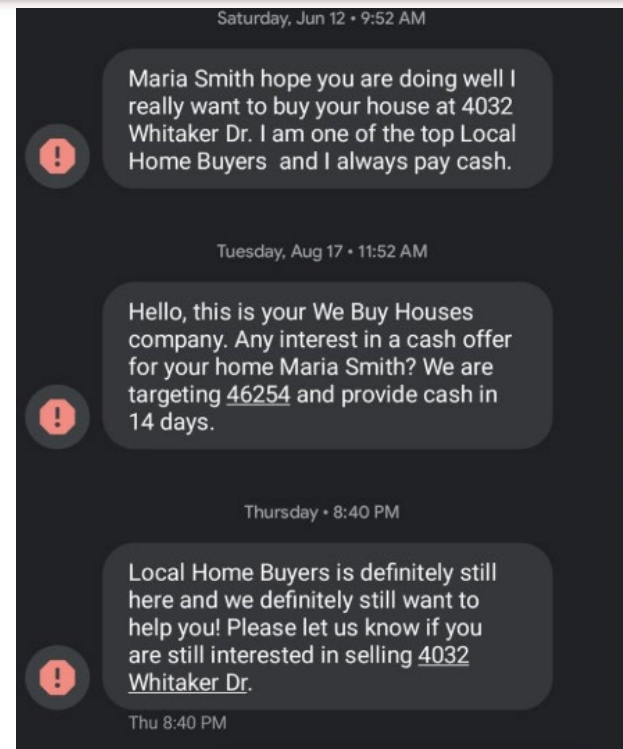 Saturday, Jun 12 • 9:52 AM
Maria Smith hope you are doing well I
really want to buy your house at 4032
Whitaker Dr. I am one of the top Local
Home Buyers  and I always pay cash.
Tuesday, Aug 17 • 11:52 AM
Hello, this is your We Buy Houses
company. Any interest in a cash offer
for your home Maria Smith? We are
targeting 46254 and provide cash in
14 days.
Thursday • 8:40 PM
Local Home Buyers is definitely still
here and we definitely still want to
help you! Please let us know if you
are still interested in selling 4032
Whitaker Dr.
Thu 8:40 PM